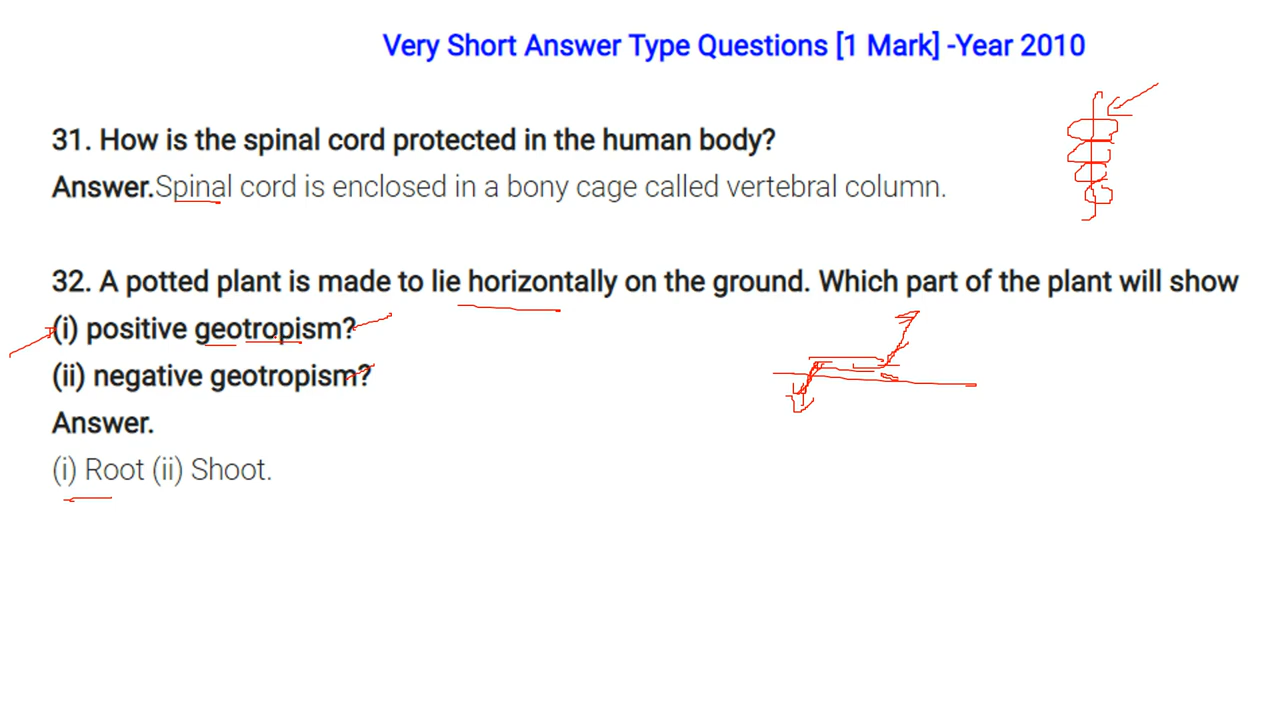 Very Short Answer Type Questions [1 Mark] -Year 2010
31. How is the spinal cord protected in the human body?
Answer.Spinal cord is enclosed in a bony cage called vertebral column.
32. A potted plant is made to lie horizontally on the ground. Which part of the plant will show
(i) positive geotropism?
(ii) negative geotropism?
Answer.
(i) Root (ii) Shoot.